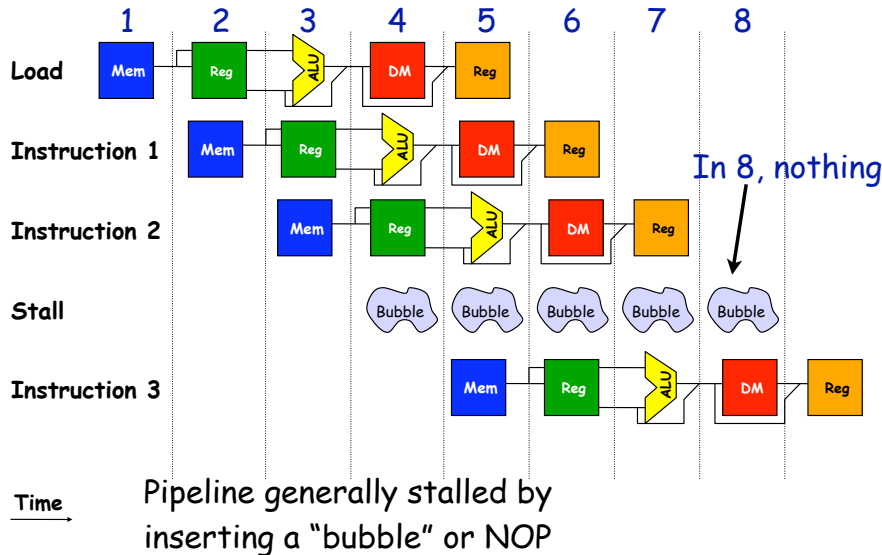 1 2 3 4 5 6 7 8
Load Mem Reg ALU DM Reg
Instruction 1 Mem Reg ALU DM Reg
In 8, nothing
Instruction 2 Mem Reg ALU DM Reg
Stall Bubble Bubble Bubble Bubble Bubble
Instruction 3 Mem Reg ALU DM Reg
Time
Pipeline generally stalled by
inserting a “bubble” or NOP